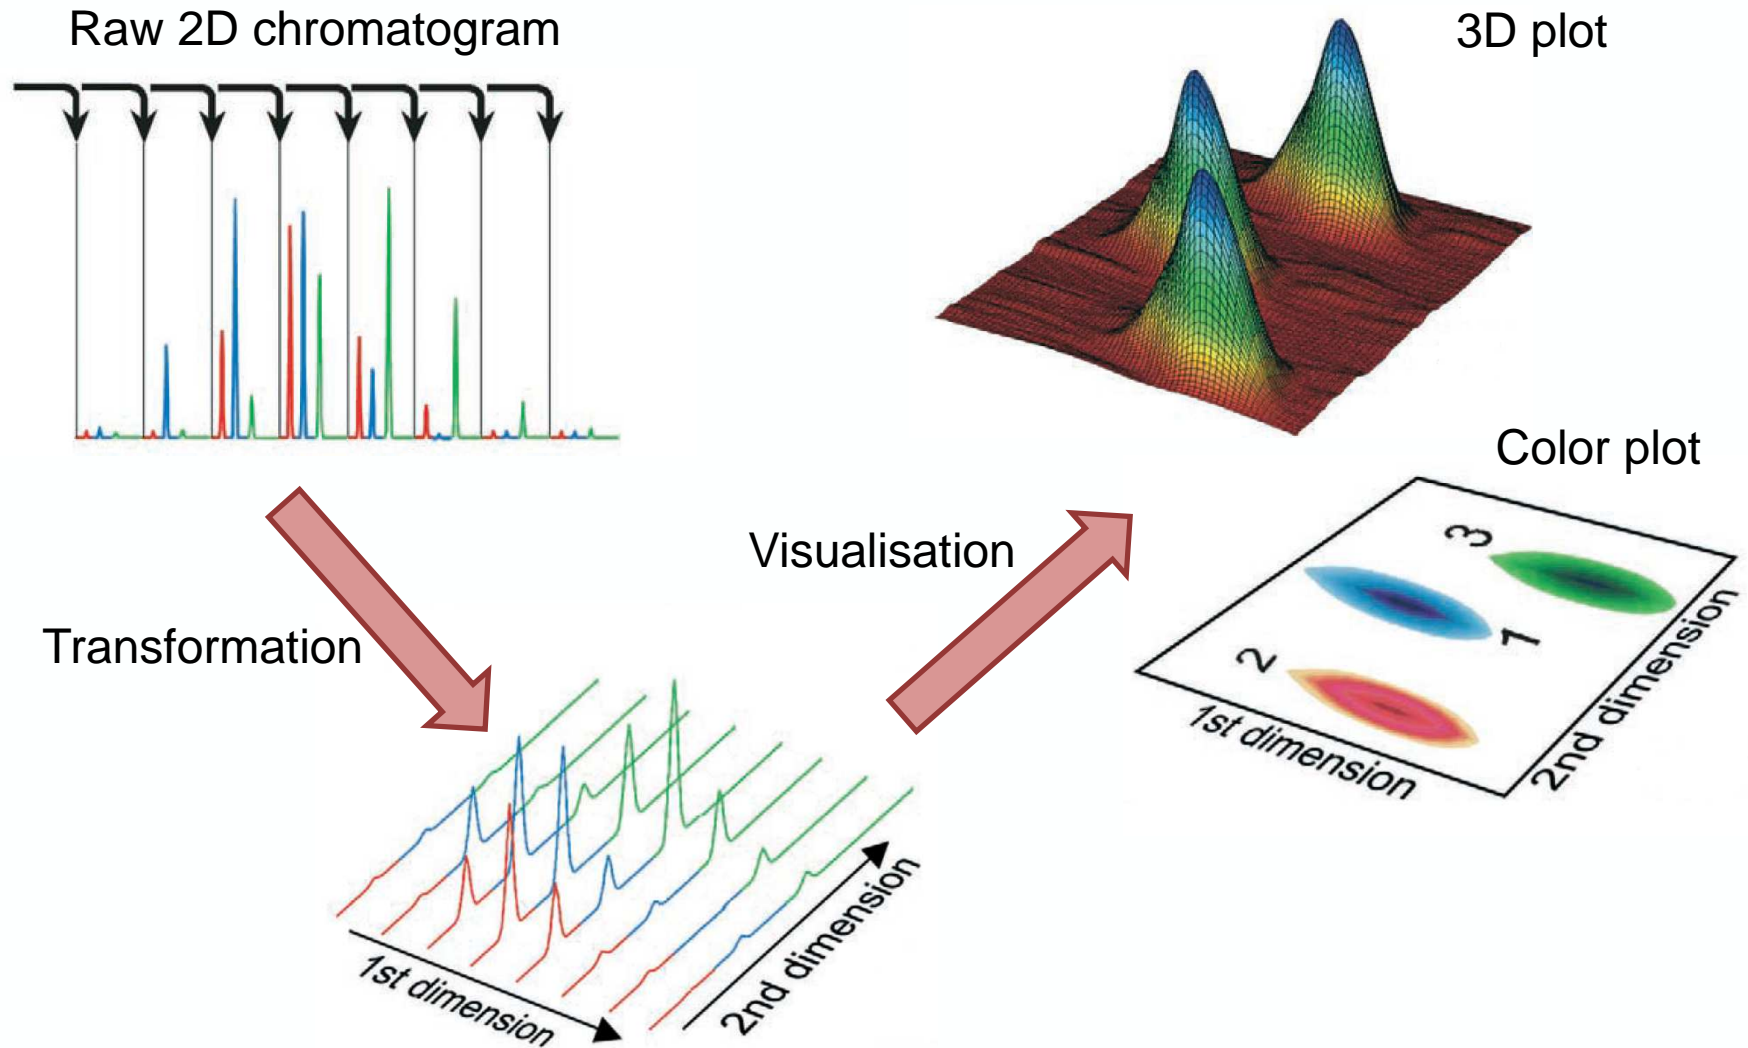 Raw 2D chromatogram
3D plot
Color plot
Visualisation
Transformation
3
1
2
1st dimension
2nd dimension
1st dimension
2nd dimension